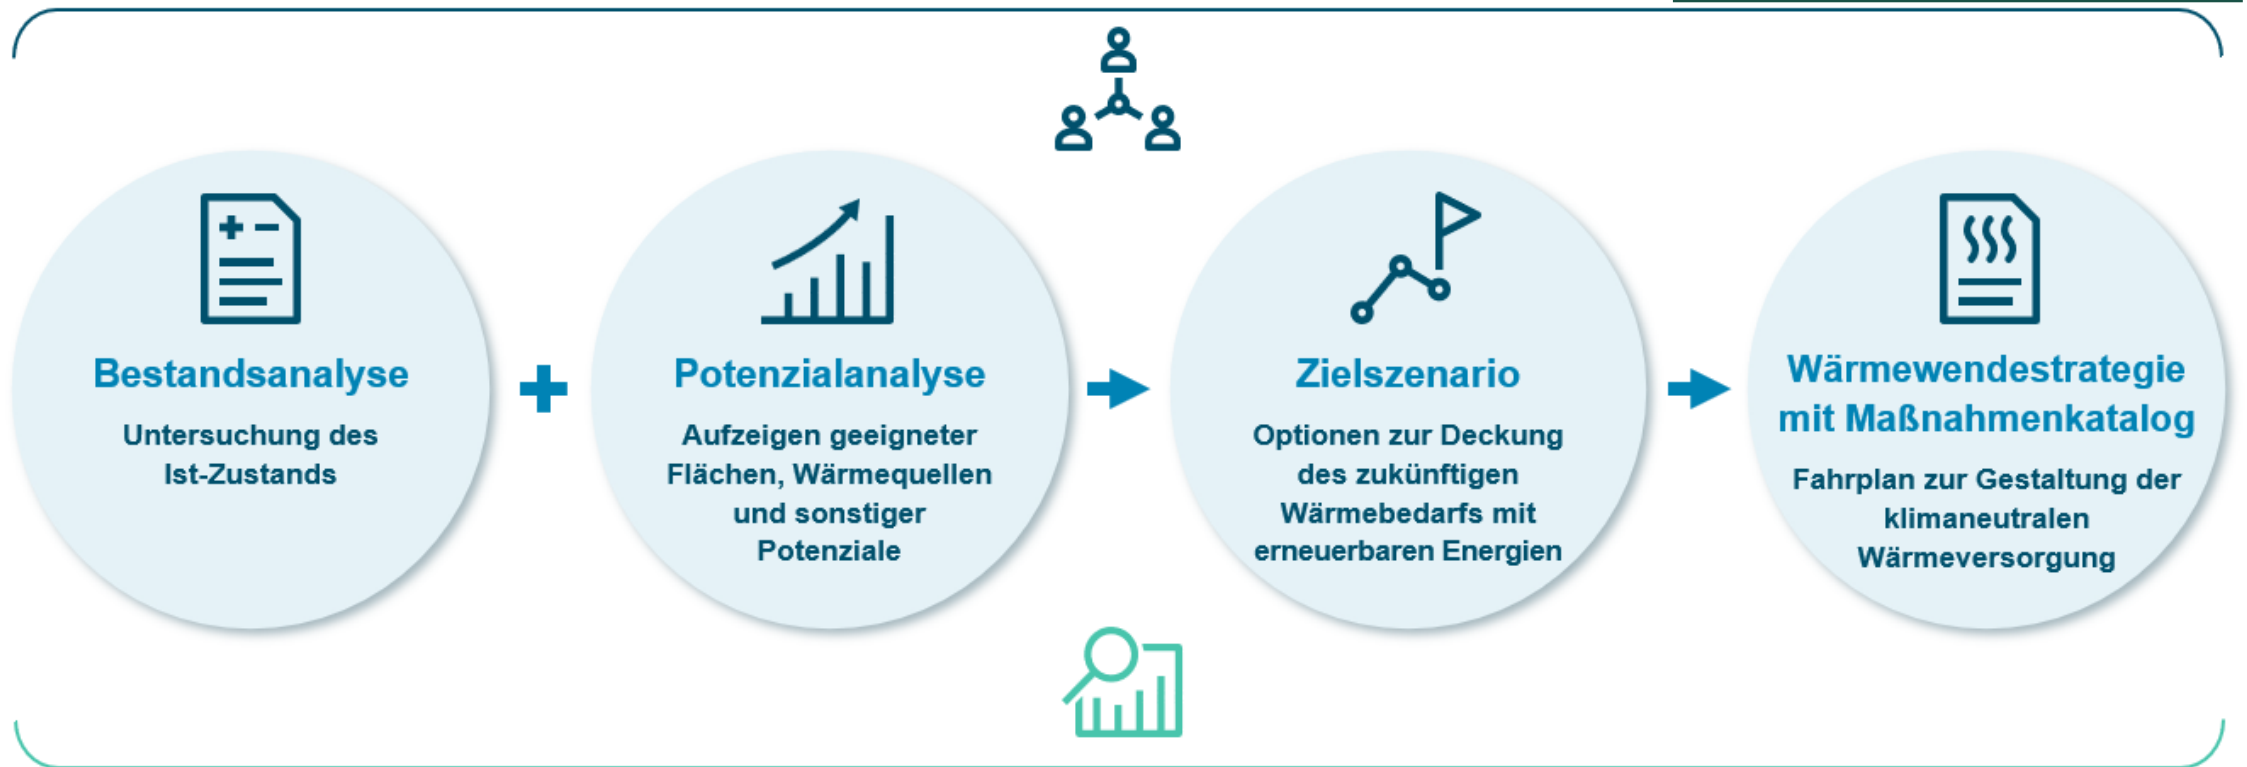 Bestandsanalyse
Untersuchung des
Ist-Zustands
Potenzialanalyse
Aufzeigen geeigneter
Flächen, Wärmequellen
und sonstiger
Potenziale
Zielszenario
Optionen zur Deckung
des zukünftigen
Wärmebedarfs mit
erneuerbaren Energien
Wärmewendestrategie
mit Maßnahmenkatalog
Fahrplan zur Gestaltung der
klimaneutralen
Wärmeversorgung